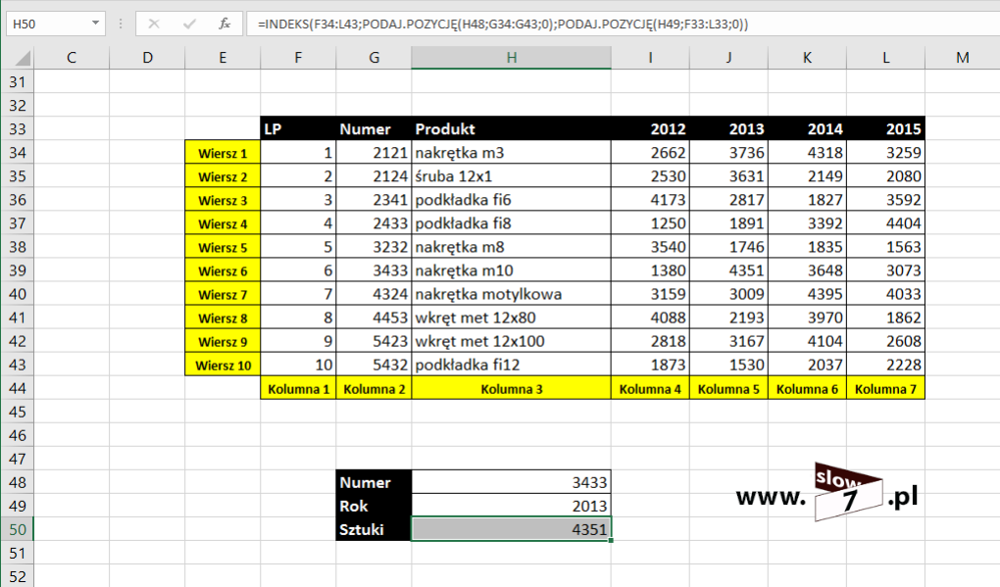 H50 fx =INDEKS(F34:L43;PODAJ.POZYCJĘ(H48;G34:G43;0);PODAJ.POZYCJĘ(H49;F33:L33;0))
C D E F G H I J K L M
31
32
33 LP Numer Produkt 2012 2013 2014 2015
34 Wiersz 1 1 2121 nakrętka m3 2662 3736 4318 3259
35 Wiersz 2 2 2124 śruba 12x1 2530 3631 2149 2080
36 Wiersz 3 3 2341 podkładka fi6 4173 2817 1827 3592
37 Wiersz 4 4 2433 podkładka fi8 1250 1891 3392 4404
38 Wiersz 5 5 3232 nakrętka m8 3540 1746 1835 1563
39 Wiersz 6 6 3433 nakrętka m10 1380 4351 3648 3073
40 Wiersz 7 7 4324 nakrętka motylkowa 3159 3009 4395 4033
41 Wiersz 8 8 4453 wkręt met 12x80 4088 2193 3970 1862
42 Wiersz 9 9 5423 wkręt met 12x100 2818 3167 4104 2608
43 Wiersz 10 10 5432 podkładka fi12 1873 1530 2037 2228
44 Kolumna 1 Kolumna 2 Kolumna 3 Kolumna 4 Kolumna 5 Kolumna 6 Kolumna 7
45
46
47
48 Numer 3433
49 Rok 2013
50 Sztuki 4351
51
52
www.slow7.pl